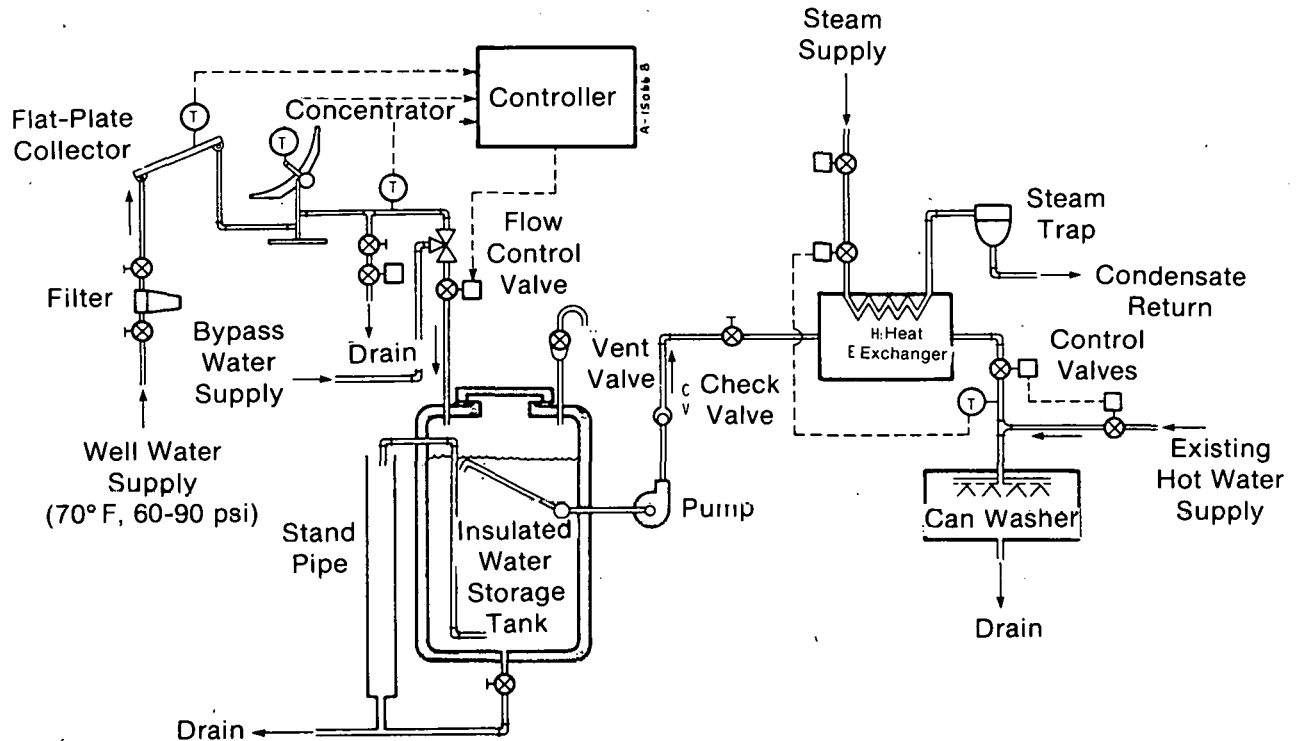 Steam
Supply
Controller
A-15066 B
Concentrator
T
T
T
Flat-Plate
Collector
Filter
Well Water
Supply
(70° F, 60-90 psi)
Bypass
Water
Supply
Drain
Flow
Control
Valve
Vent
Valve
C
V
Check
Valve
Steam
Trap
Condensate
Return
H:Heat
E Exchanger
Control
Valves
T
Existing
Hot Water
Supply
Can Washer
Drain
Pump
Stand
Pipe
Insulated
Water
Storage
Tank
Drain